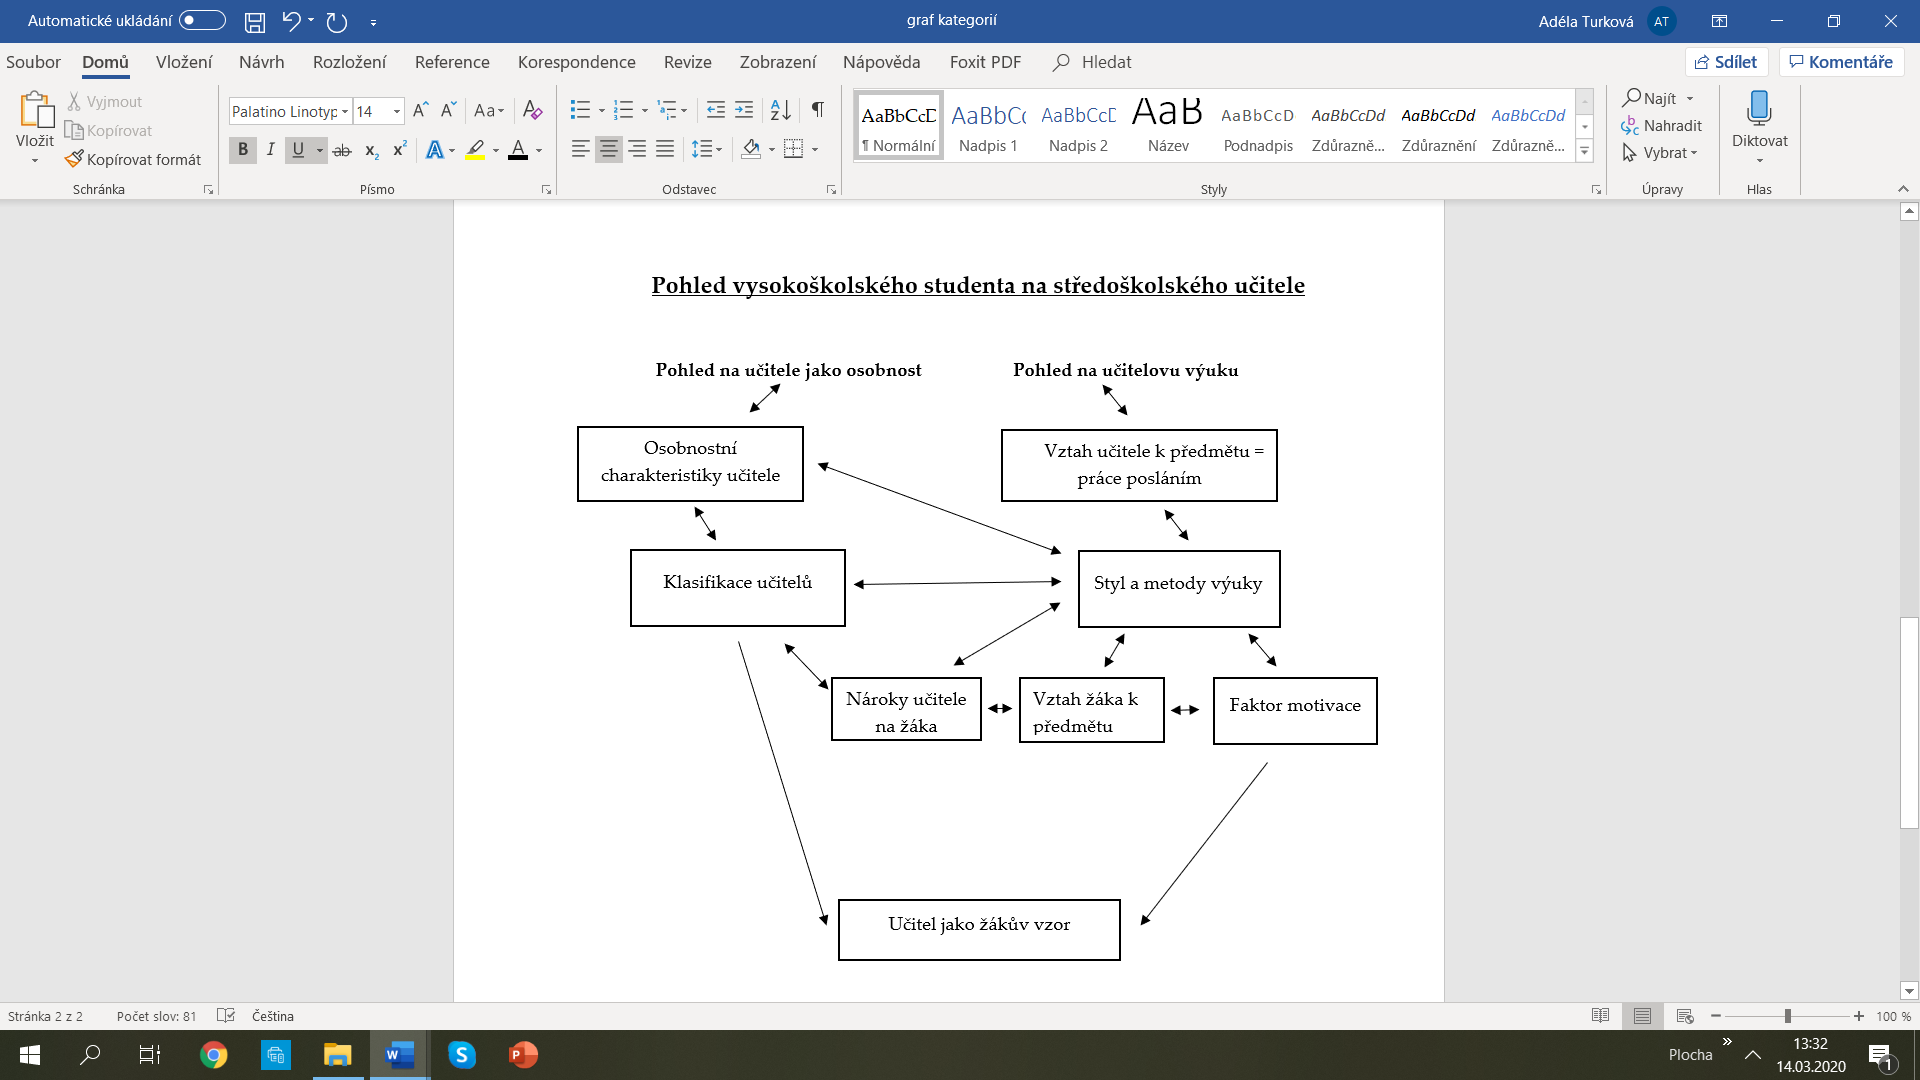 Automatické ukládání
graf kategorií
Adéla Turková
AT
Soubor Domů Vložení Návrh Rozložení Reference Korespondence Revize Zobrazení Nápověda Foxit PDF Hledat
Sdílet
Komentáře
Vložit
Vyjmout
Kopírovat
Kopírovat formát
Schránka
Palatino Linotyp
14
Písmo
Odstavec
AaBbCcD
¶ Normální
AaBbCc
Nadpis 1
AaBbCcD
Nadpis 2
AaB
Název
AaBbCcD
Podnadpis
AaBbCcDd
Zdůrazně...
AaBbCcDd
Zdůraznění
AaBbCcDd
Zdůrazně...
Styly
Najít
Nahradit
Vybrat
Úpravy
Diktovat
Hlas
Pohled vysokoškolského studenta na středoškolského učitele
Pohled na učitele jako osobnost
Pohled na učitelovu výuku
Osobnostní
charakteristiky učitele
Vztah učitele k předmětu =
práce posláním
Klasifikace učitelů
Styl a metody výuky
Nároky učitele
na žáka
Vztah žáka k
předmětu
Faktor motivace
Učitel jako žákův vzor
Stránka 2 z 2
Počet slov: 81
Čeština
100 %
Plocha
13:32
14.03.2020
1